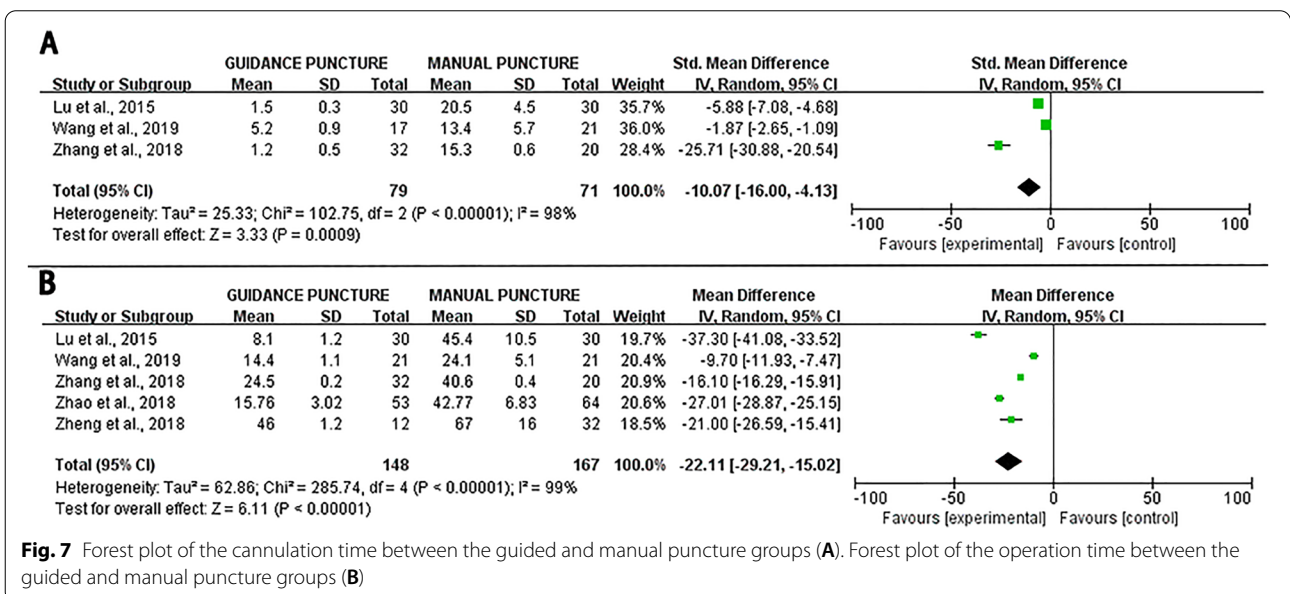 A
GUIDANCE PUNCTURE MANUAL PUNCTURE Std. Mean Difference Std. Mean Difference
Study or Subgroup Mean SD Total Mean SD Total Weight IV, Random, 95% CI IV, Random, 95% CI
Lu et al., 2015 1.5 0.3 30 20.5 4.5 30 35.7% -5.88 [-7.08, -4.68]
Wang et al., 2019 5.2 0.9 17 13.4 5.7 21 36.0% -1.87 [-2.65, -1.09]
Zhang et al., 2018 1.2 0.5 32 15.3 0.6 20 28.4% -25.71 [-30.88, -20.54]
Total (95% CI) 79 71 100.0% -10.07 [-16.00, -4.13]
Heterogeneity: Tau² = 25.33; Chi² = 102.75, df = 2 (P < 0.00001); I² = 98%
Test for overall effect: Z = 3.33 (P = 0.0009)
-100 -50 0 50 100
Favours [experimental] Favours [control]
B
GUIDANCE PUNCTURE MANUAL PUNCTURE Mean Difference Mean Difference
Study or Subgroup Mean SD Total Mean SD Total Weight IV, Random, 95% CI IV, Random, 95% CI
Lu et al., 2015 8.1 1.2 30 45.4 10.5 30 19.7% -37.30 [-41.08, -33.52]
Wang et al., 2019 14.4 1.1 21 24.1 5.1 21 20.4% -9.70 [-11.93, -7.47]
Zhang et al., 2018 24.5 0.2 32 40.6 0.4 20 20.9% -16.10 [-16.29, -15.91]
Zhao et al., 2018 15.76 3.02 53 42.77 6.83 64 20.6% -27.01 [-28.87, -25.15]
Zheng et al., 2018 46 1.2 12 67 16 32 18.5% -21.00 [-26.59, -15.41]
Total (95% CI) 148 167 100.0% -22.11 [-29.21, -15.02]
Heterogeneity: Tau² = 62.86; Chi² = 285.74, df = 4 (P < 0.00001); I² = 99%
Test for overall effect: Z = 6.11 (P < 0.00001)
-100 -50 0 50 100
Favours [experimental] Favours [control]
Fig. 7 Forest plot of the cannulation time between the guided and manual puncture groups (A). Forest plot of the operation time between the
guided and manual puncture groups (B)